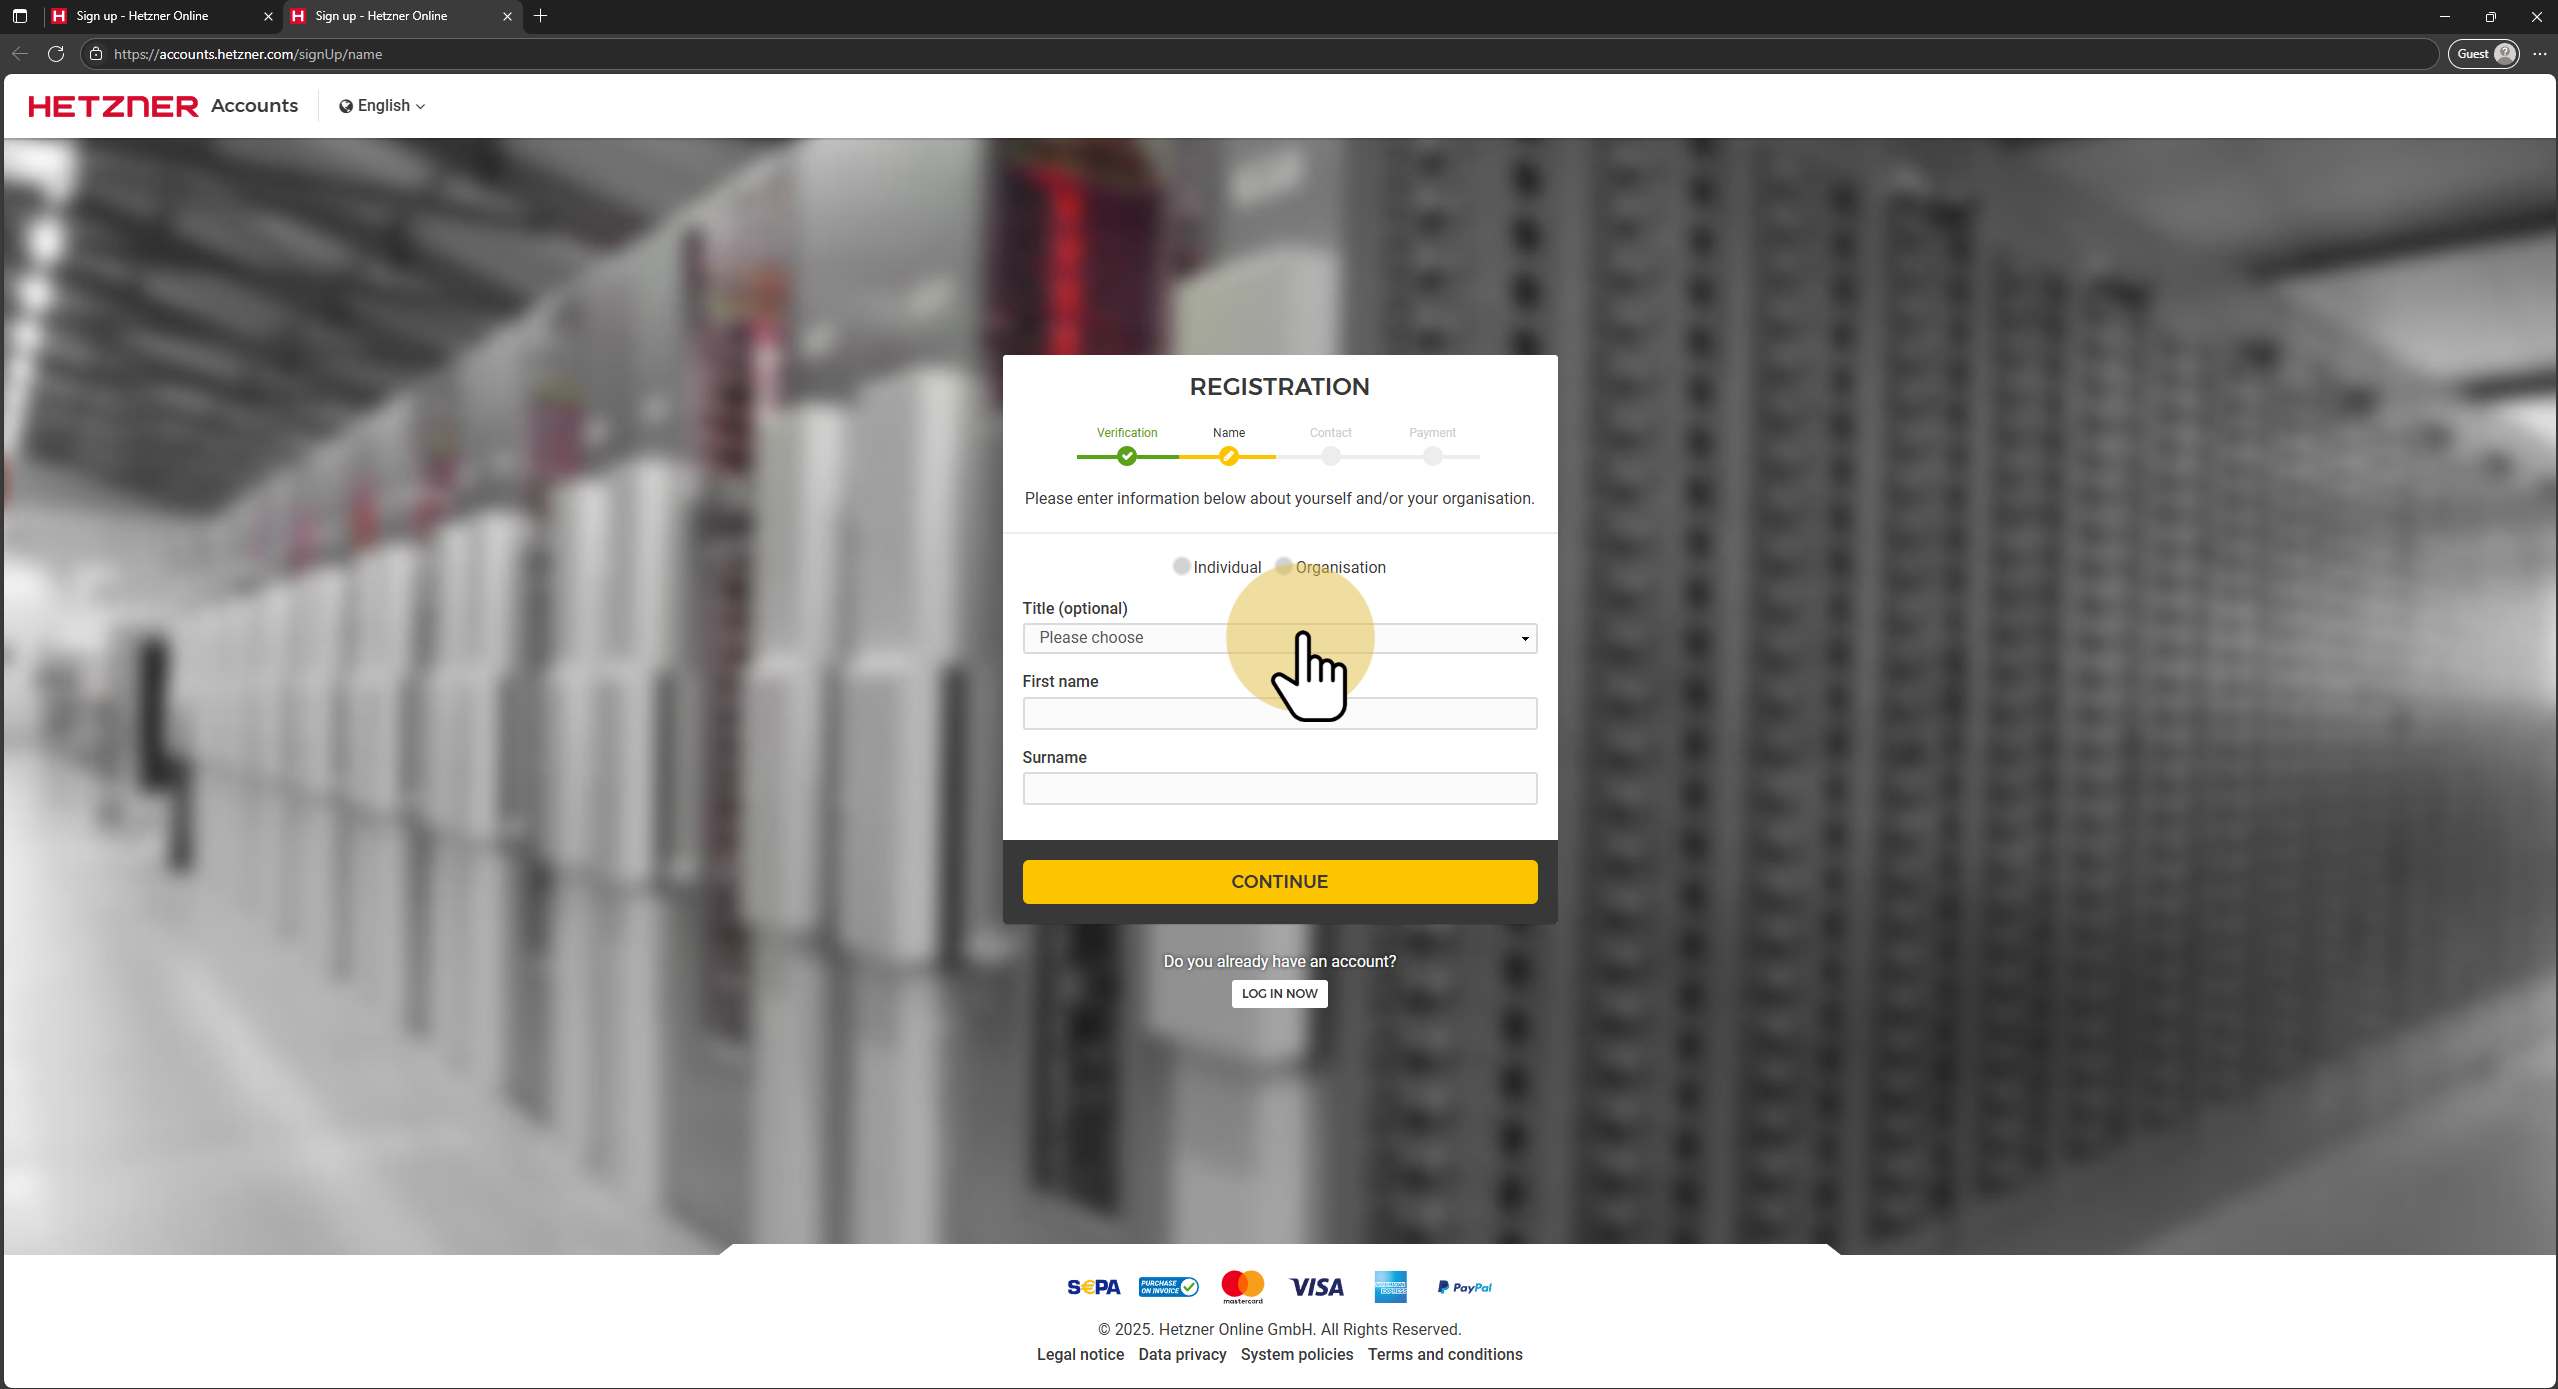 Sign up - Hetzner Online
Sign up - Hetzner Online
https://accounts.hetzner.com/signUp/name
Guest
HETZNER Accounts
English
REGISTRATION
Verification Name Contact Payment
Please enter information below about yourself and/or your organisation.
Individual Organisation
Title (optional)
Please choose
First name
Surname
CONTINUE
Do you already have an account?
LOG IN NOW
SEPA PURCHASE ON INVOICE mastercard VISA AMERICAN EXPRESS PayPal
© 2025. Hetzner Online GmbH. All Rights Reserved.
Legal notice Data privacy System policies Terms and conditions